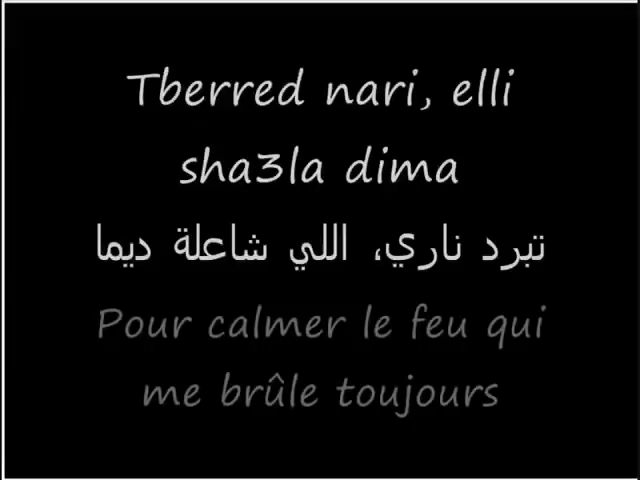 Tberred nari, elli
sha3la dima
تبرد ناري، اللي شاعلة ديما
Pour calmer le feu qui
me brûle toujours